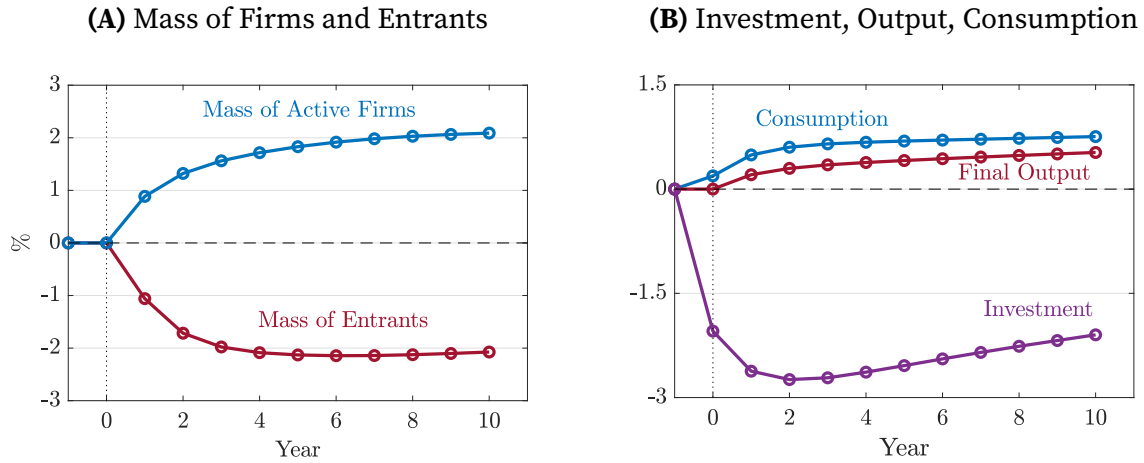 (A) Mass of Firms and Entrants
3
2
1
0
-1
-2
-3
%
Mass of Active Firms
Mass of Entrants
0 2 4 6 8 10
Year
(B) Investment, Output, Consumption
1.5
0
-1.5
-3
Consumption
Final Output
Investment
0 2 4 6 8 10
Year